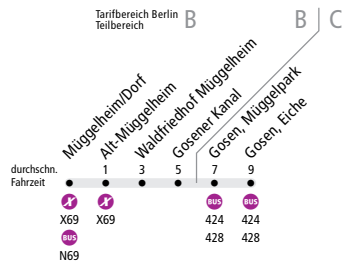 Tarifbereich Berlin
Teilbereich
B B C
Müggelheim/Dorf
Alt-Müggelheim
Waldfriedhof Müggelheim
Gosener Kanal
Gosen, Müggelpark
Gosen, Eiche
durchschn. 1 3 5 7 9
Fahrzeit
X X BUS BUS
X69 X69 424 424
BUS 428 428
N69